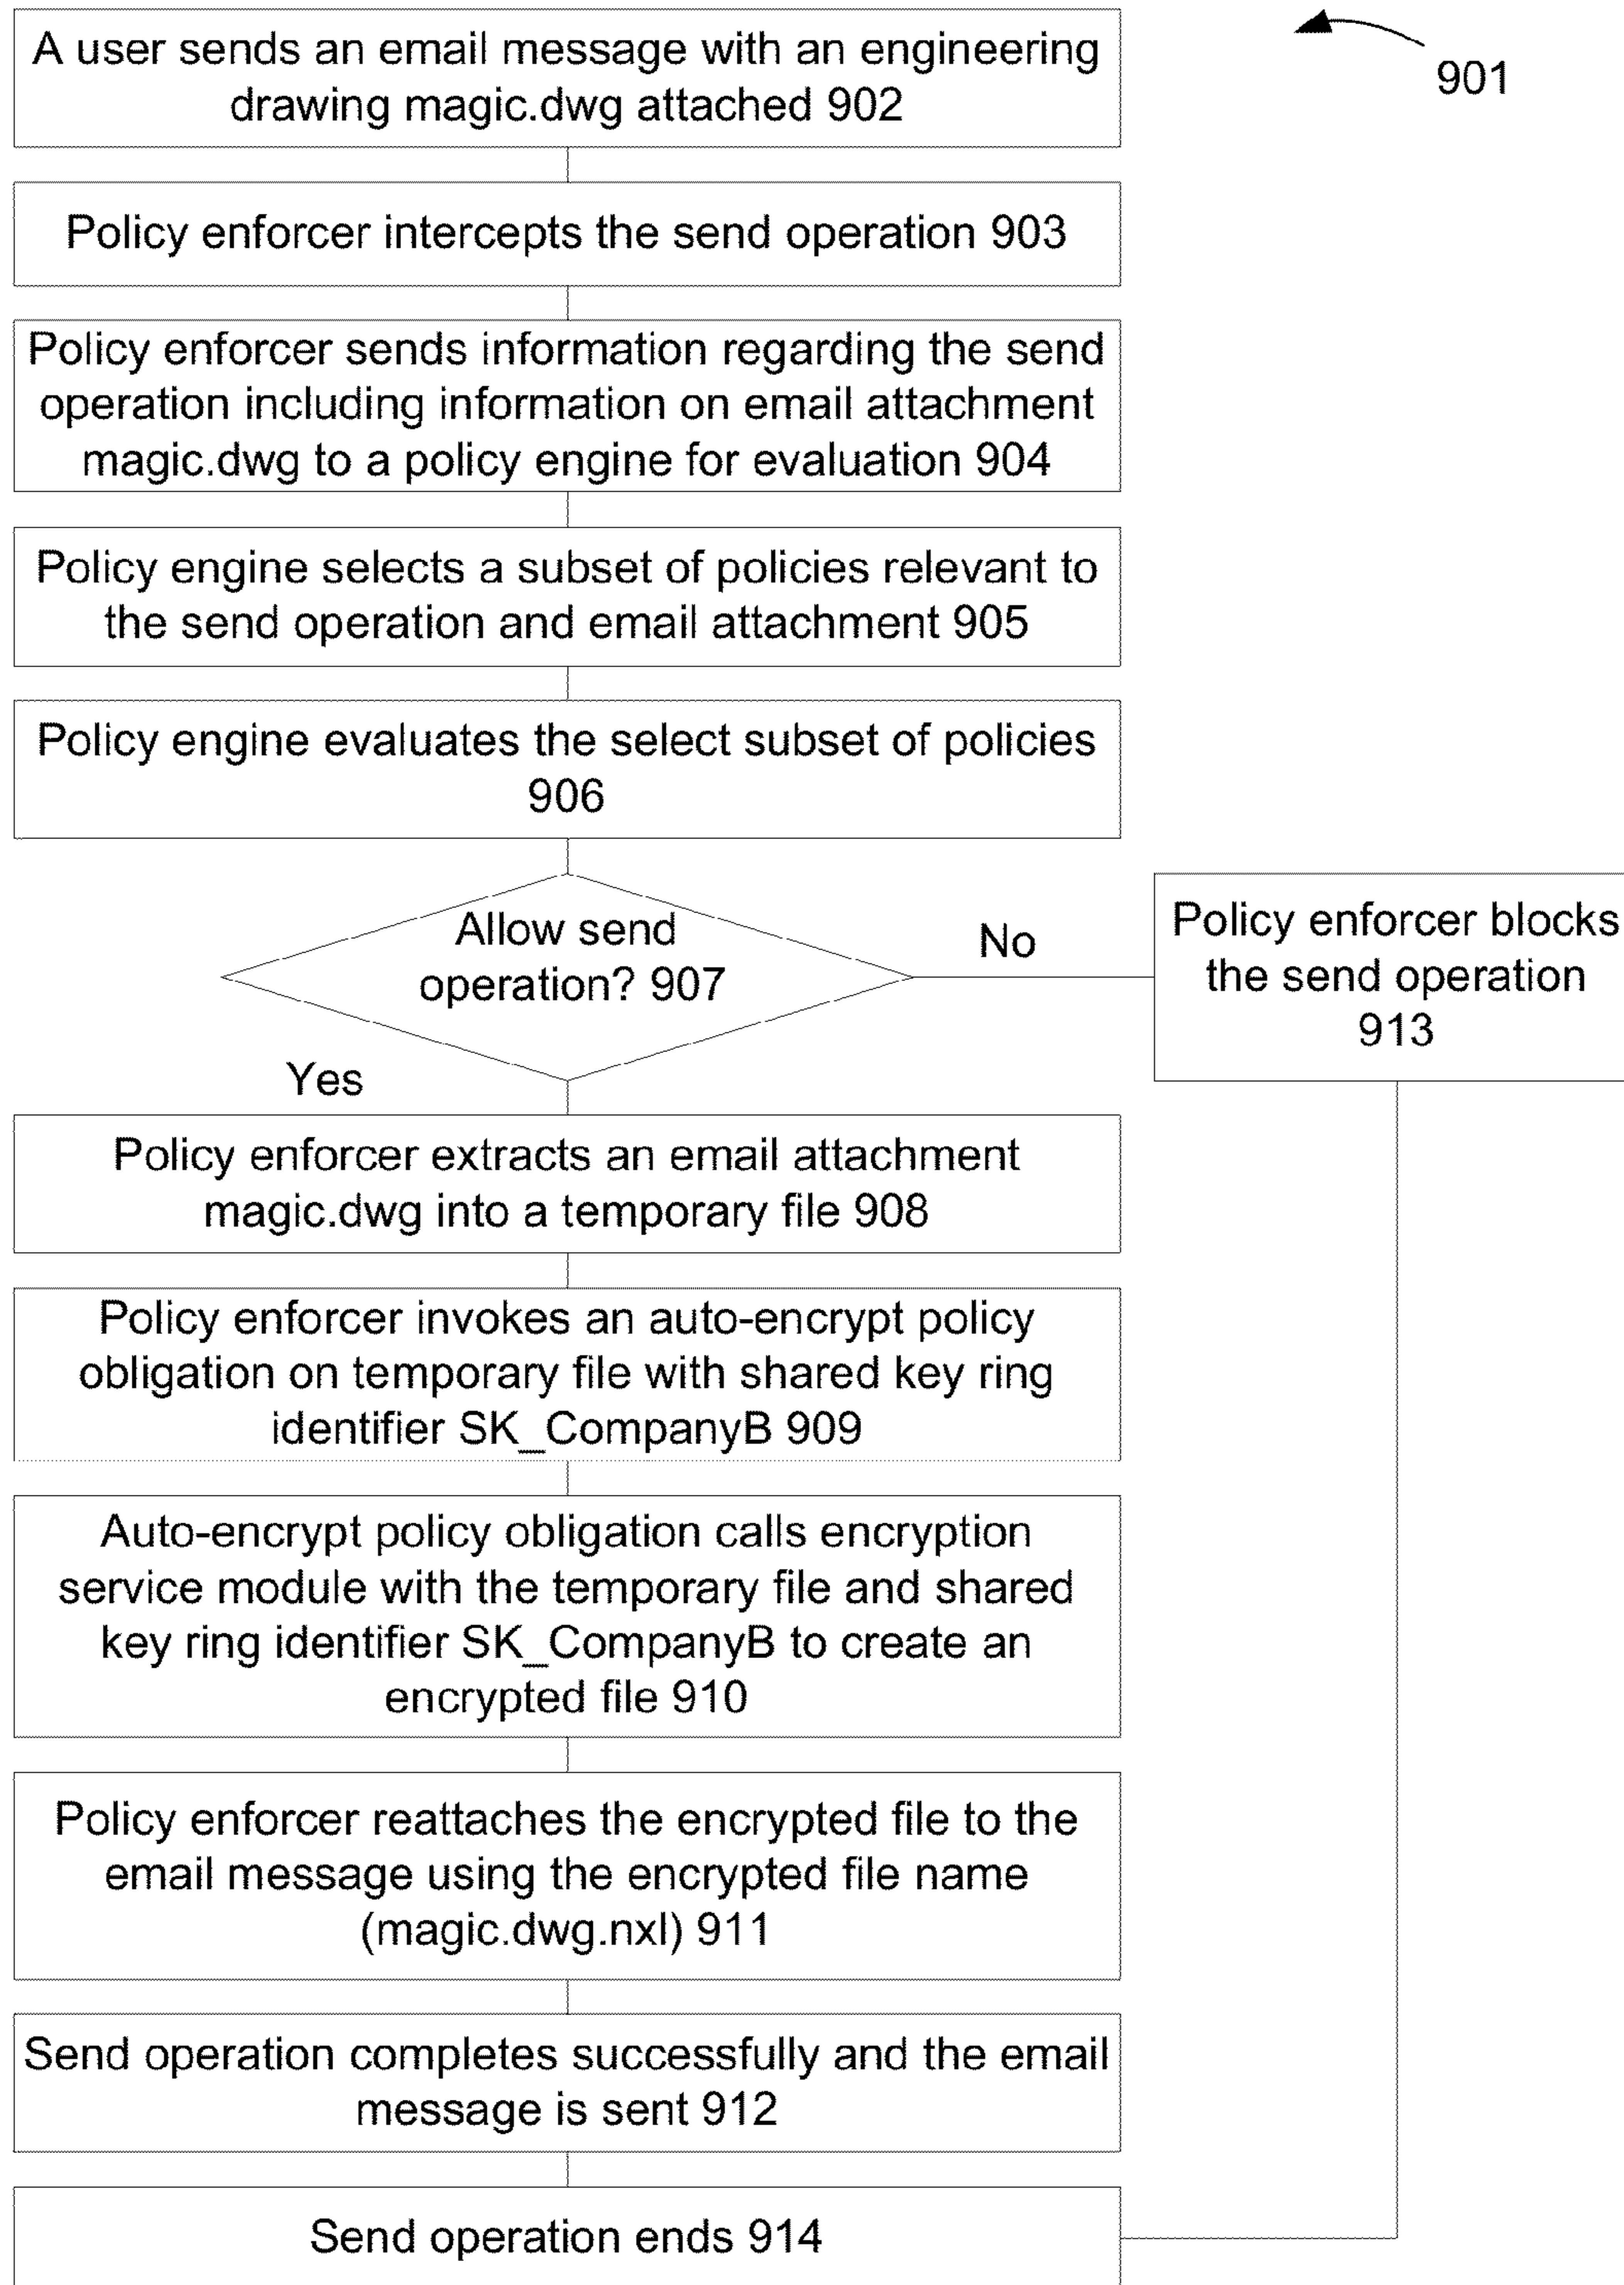 A user sends an email message with an engineering
drawing magic.dwg attached 902
901
Policy enforcer intercepts the send operation 903
Policy enforcer sends information regarding the send
operation including information on email attachment
magic.dwg to a policy engine for evaluation 904
Policy engine selects a subset of policies relevant to
the send operation and email attachment 905
Policy engine evaluates the select subset of policies
906
Allow send
operation? 907
No
Policy enforcer blocks
the send operation
913
Yes
Policy enforcer extracts an email attachment
magic.dwg into a temporary file 908
Policy enforcer invokes an auto-encrypt policy
obligation on temporary file with shared key ring
identifier SK_CompanyB 909
Auto-encrypt policy obligation calls encryption
service module with the temporary file and shared
key ring identifier SK_CompanyB to create an
encrypted file 910
Policy enforcer reattaches the encrypted file to the
email message using the encrypted file name
(magic.dwg.nxl) 911
Send operation completes successfully and the email
message is sent 912
Send operation ends 914